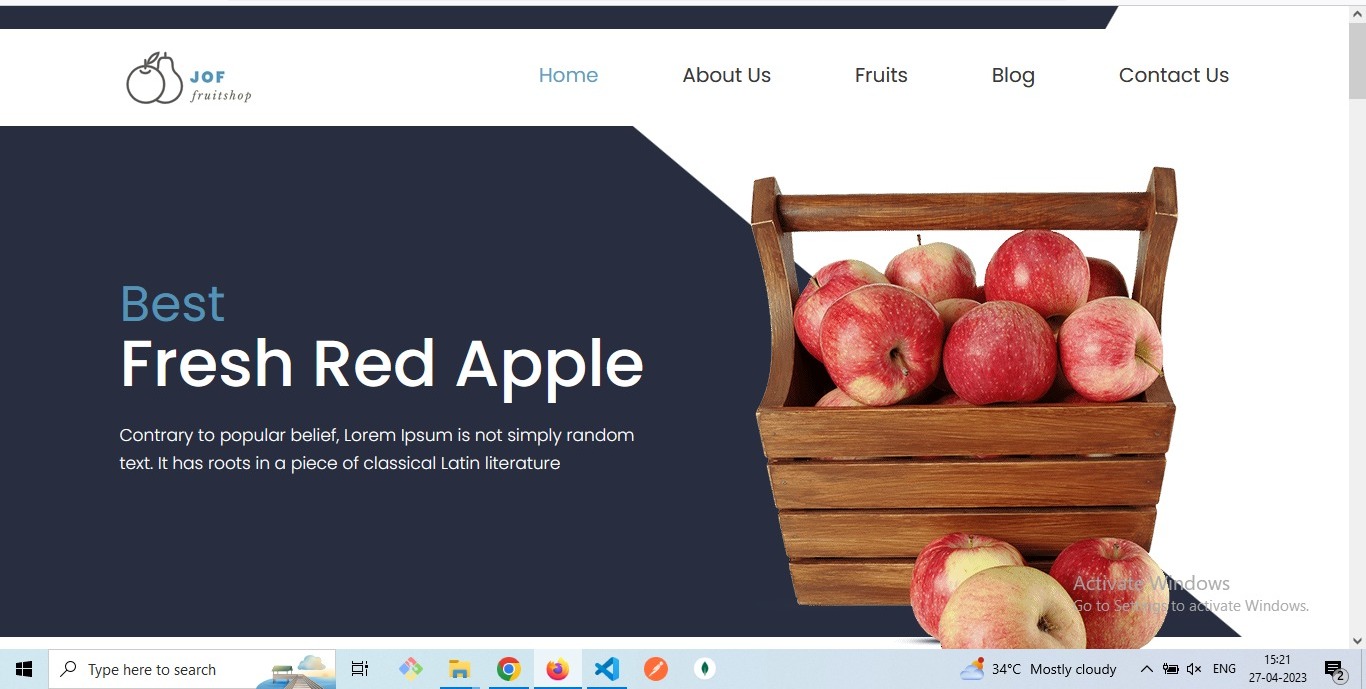 JOF
fruitshop
Home
About Us
Fruits
Blog
Contact Us
Best
Fresh Red Apple
Contrary to popular belief, Lorem Ipsum is not simply random
text. It has roots in a piece of classical Latin literature
Activate Windows
Go to Settings to activate Windows.
Type here to search
34°C Mostly cloudy
ENG
15:21
27-04-2023
2